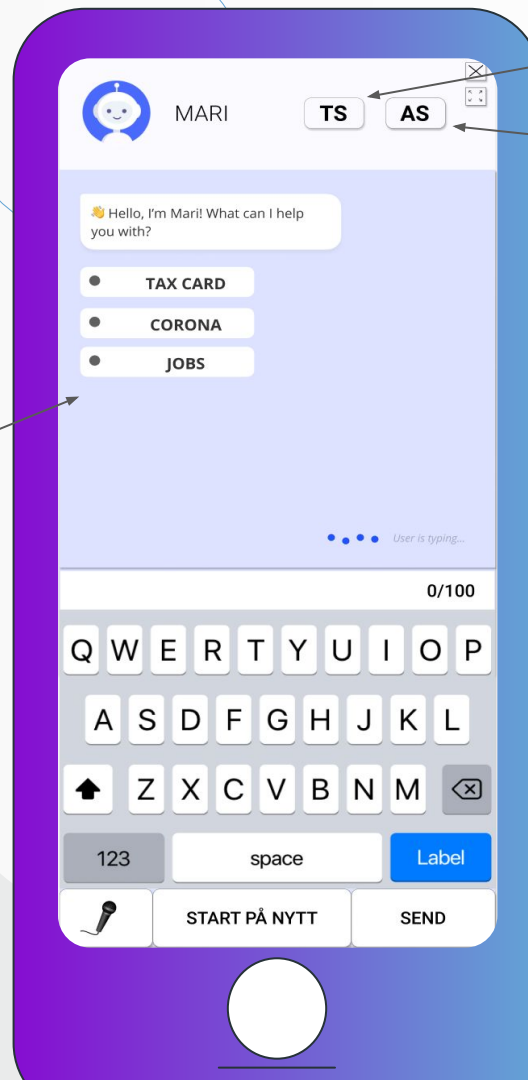 MARI
TS
AS
👋 Hello, I'm Mari! What can I help
you with?
TAX CARD
CORONA
JOBS
User is typing...
0/100
Q W E R T Y U I O P
A S D F G H J K L
Z X C V B N M
123
space
Label
START PÅ NYTT
SEND